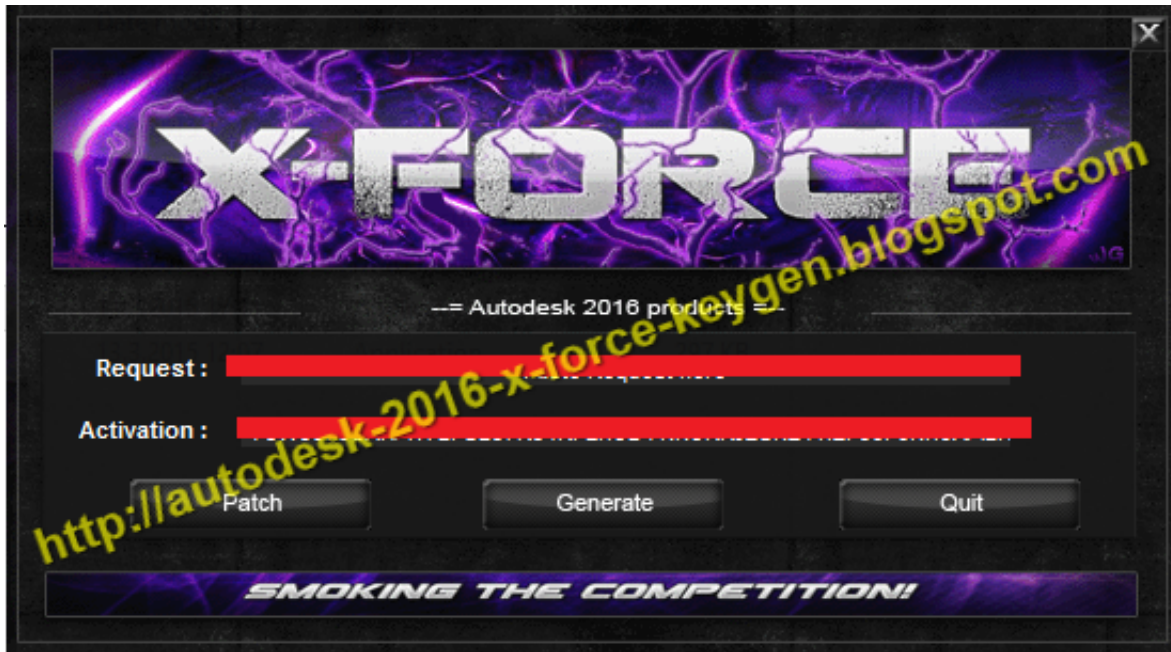 X
X-FORCE
--= Autodesk 2016 products =--
Request :
Activation :
Patch
Generate
Quit
SMOKING THE COMPETITION!
http://autodesk-2016-x-force-keygen.blogspot.com